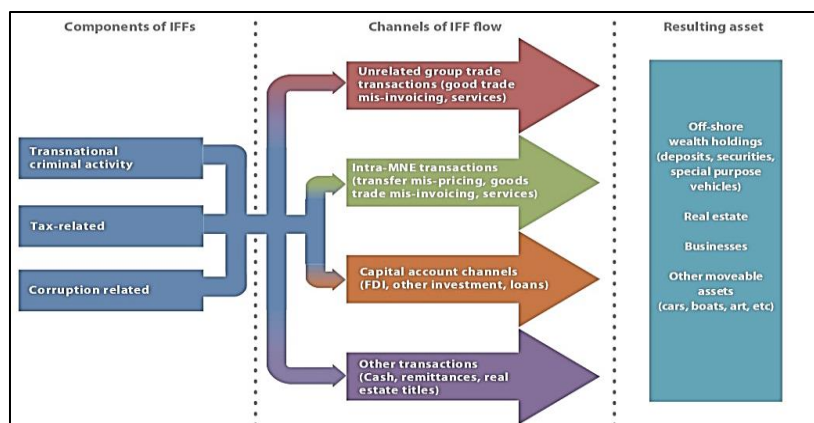 Components of IFFs
Channels of IFF flow
Resulting asset
Transnational
criminal activity
Tax-related
Corruption related
Unrelated group trade
transactions (good trade
mis-invoicing, services)
Intra-MNE transactions
(transfer mis-pricing, goods
trade mis-invoicing, services)
Capital account channels
(FDI, other investment, loans)
Other transactions
(Cash, remittances, real
estate titles)
Off-shore
wealth holdings
(deposits, securities,
special purpose
vehicles)
Real estate
Businesses
Other moveable
assets
(cars, boats, art, etc)